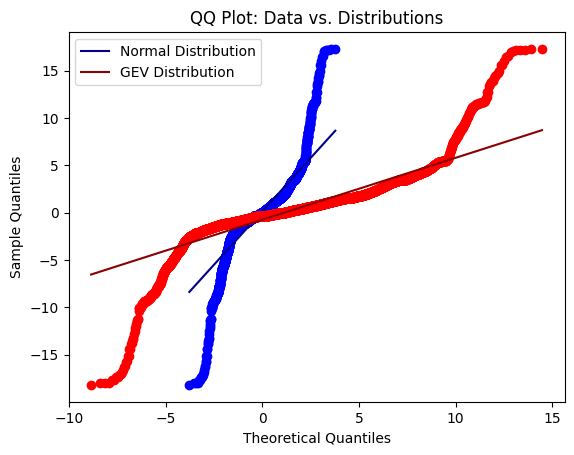 QQ Plot: Data vs. Distributions
Normal Distribution
GEV Distribution
15
10
5
0
−5
−10
−15
Sample Quantiles
−10
−5
0
5
10
15
Theoretical Quantiles